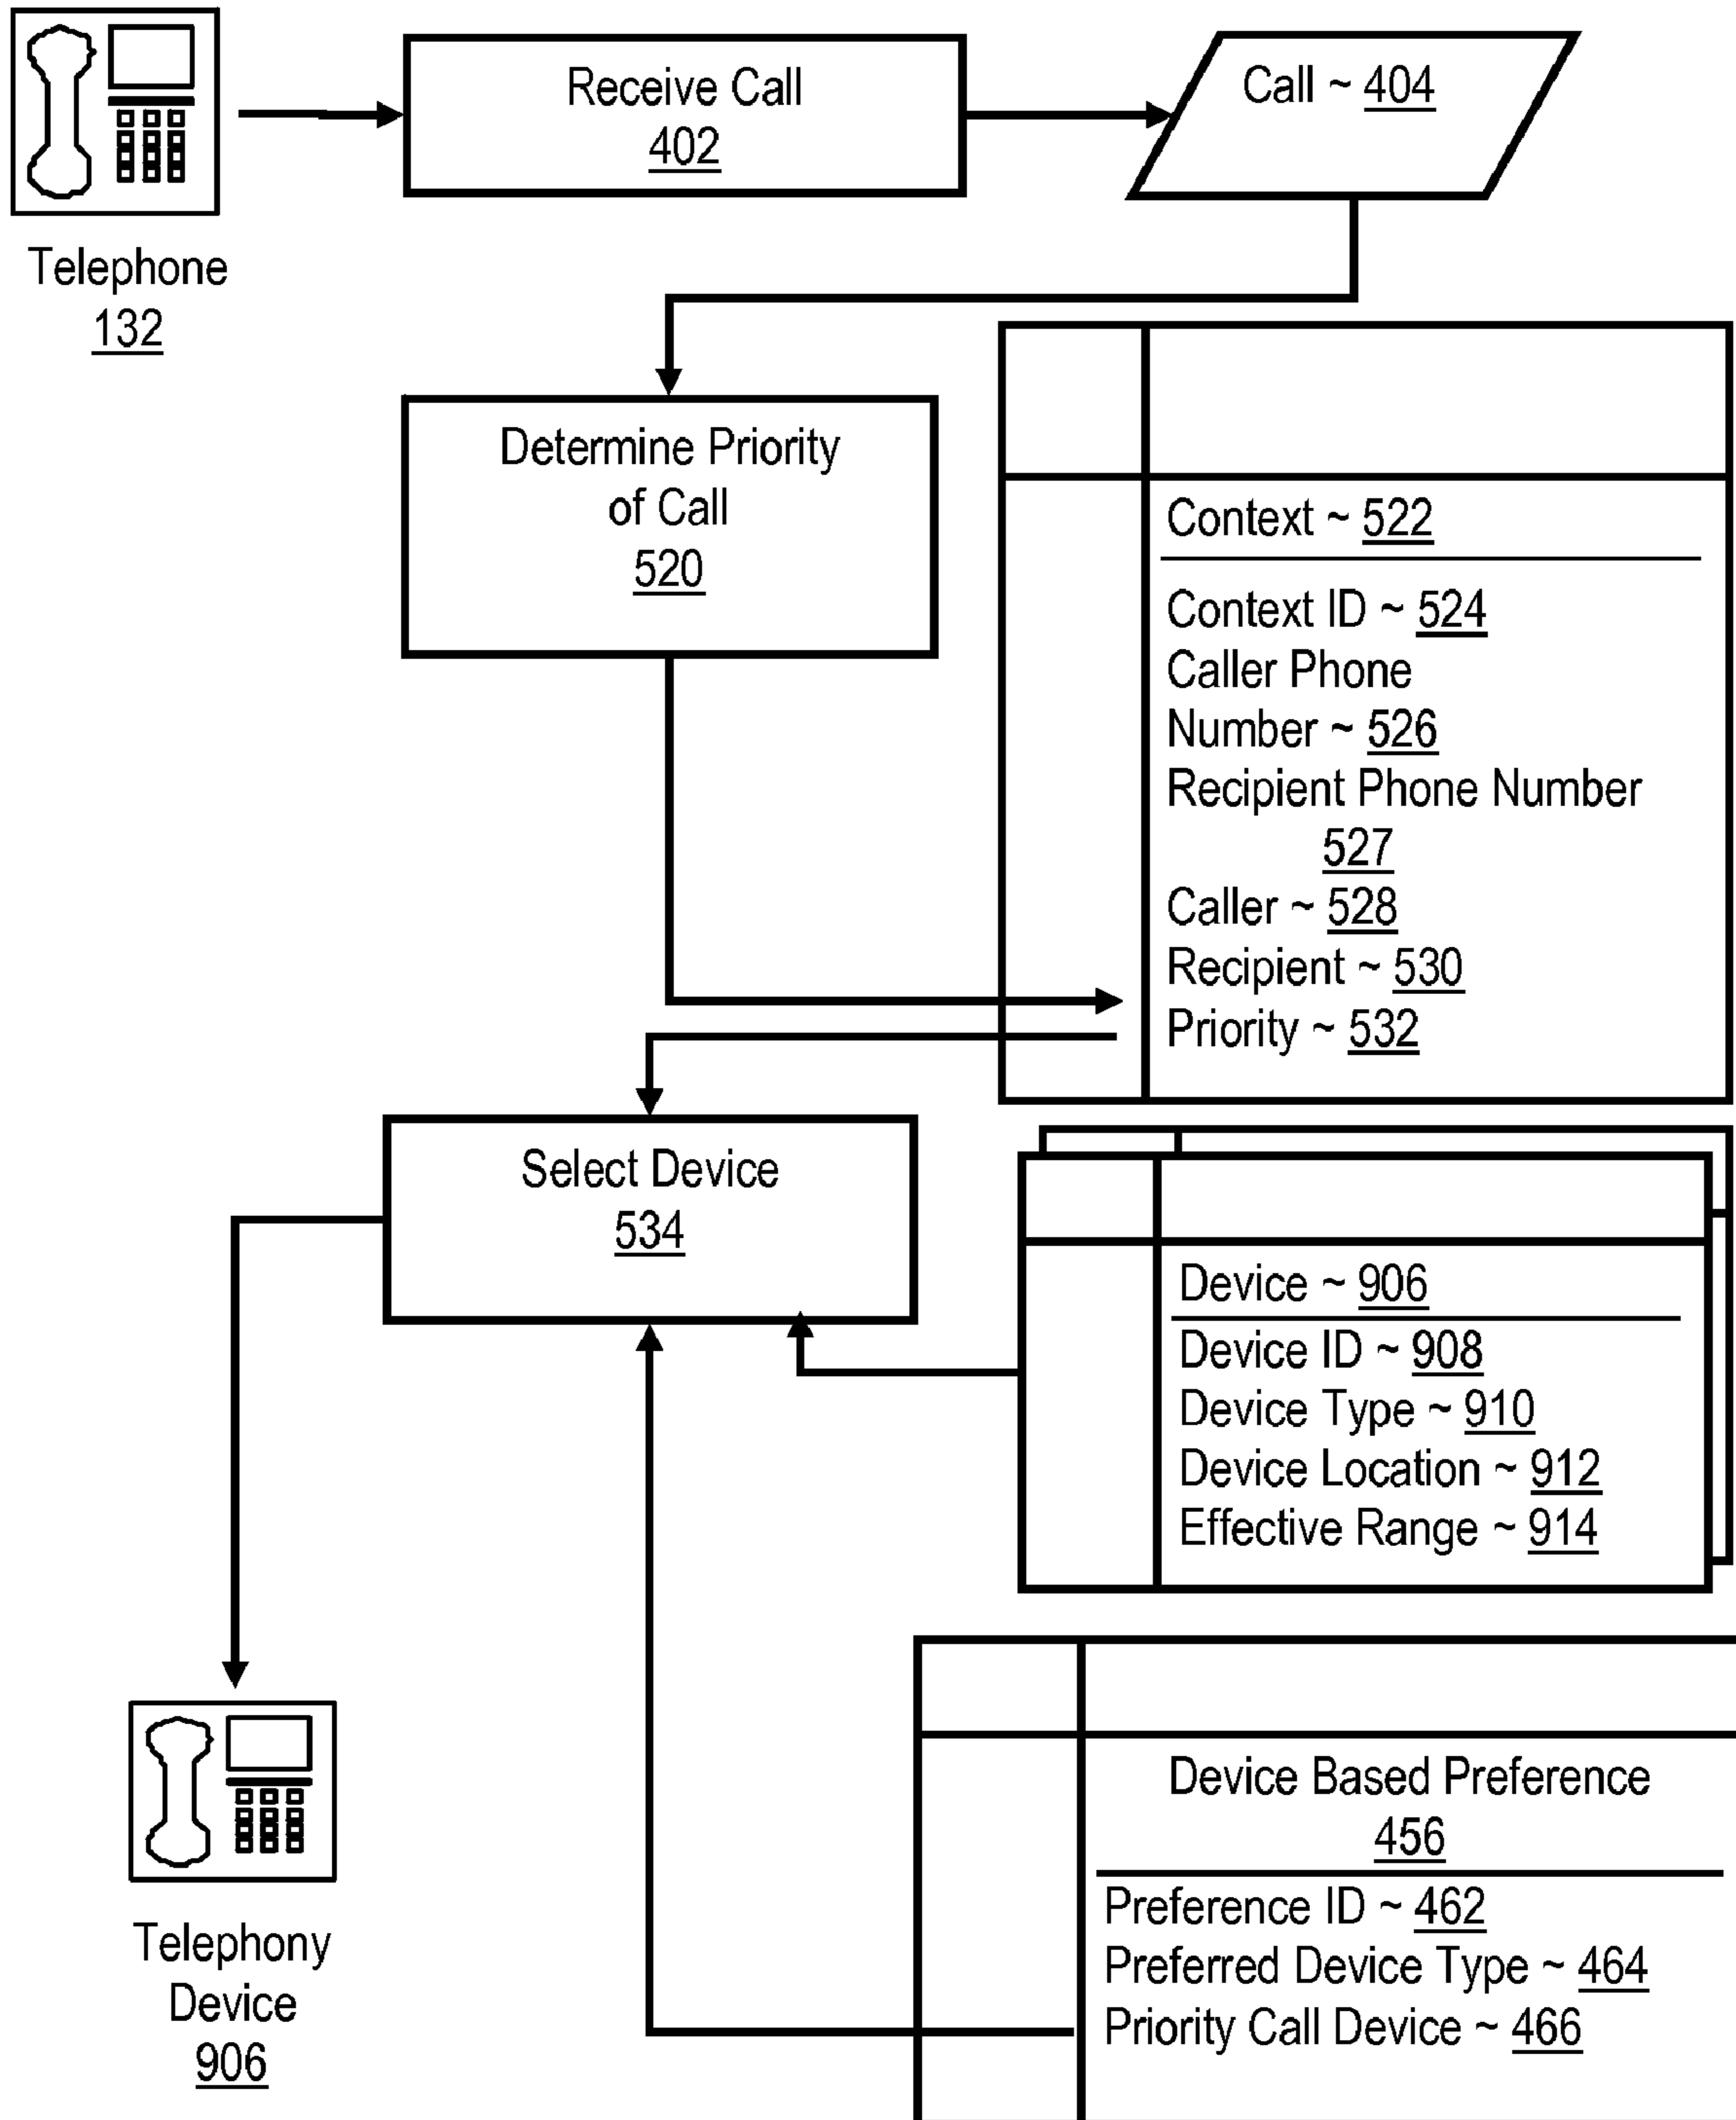 Receive Call
402
Call ~ 404
Telephone
132
Determine Priority
of Call
520
Context ~ 522
Context ID ~ 524
Caller Phone
Number ~ 526
Recipient Phone Number
527
Caller ~ 528
Recipient ~ 530
Priority ~ 532
Select Device
534
Device ~ 906
Device ID ~ 908
Device Type ~ 910
Device Location ~ 912
Effective Range ~ 914
Device Based Preference
456
Preference ID ~ 462
Preferred Device Type ~ 464
Priority Call Device ~ 466
Telephony
Device
906